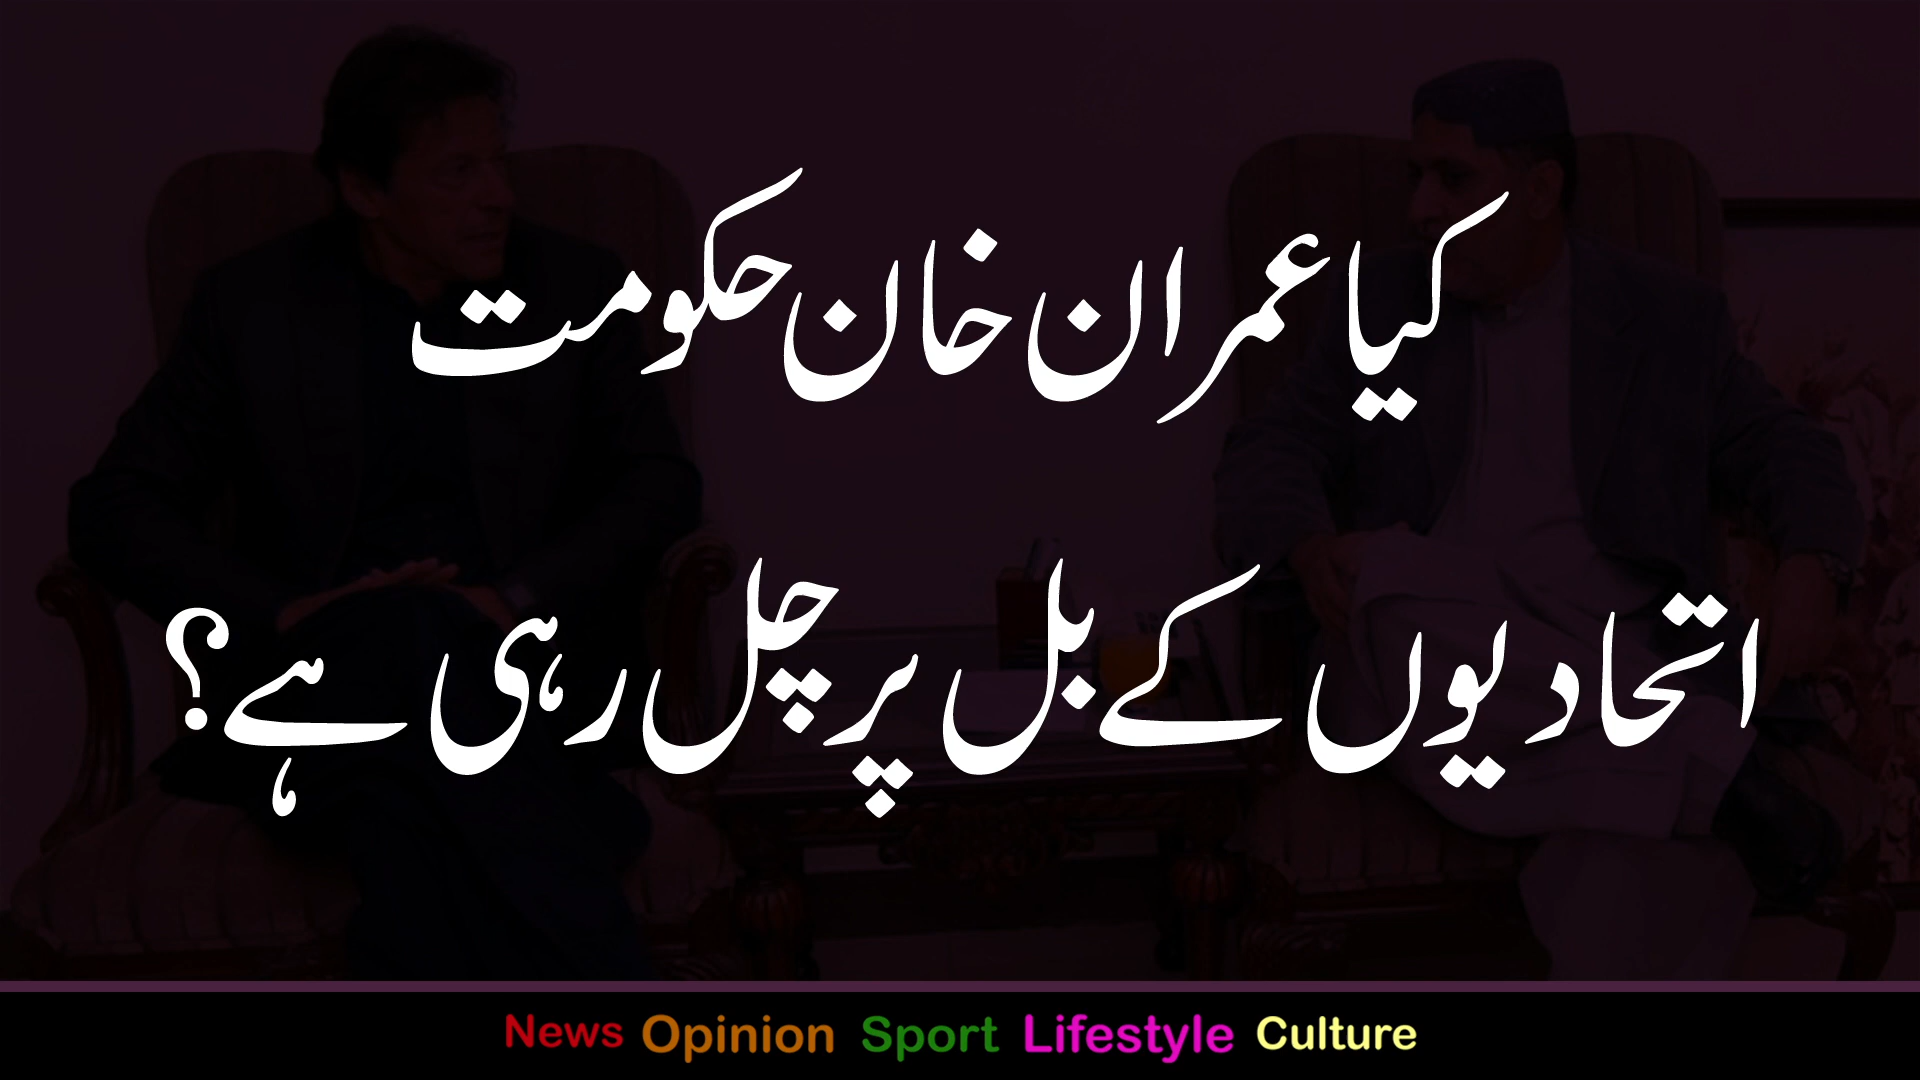 کیا عمران خان حکومت
اتحادیوں کے بل پر چل رہی ہے؟
News Opinion Sport Lifestyle Culture